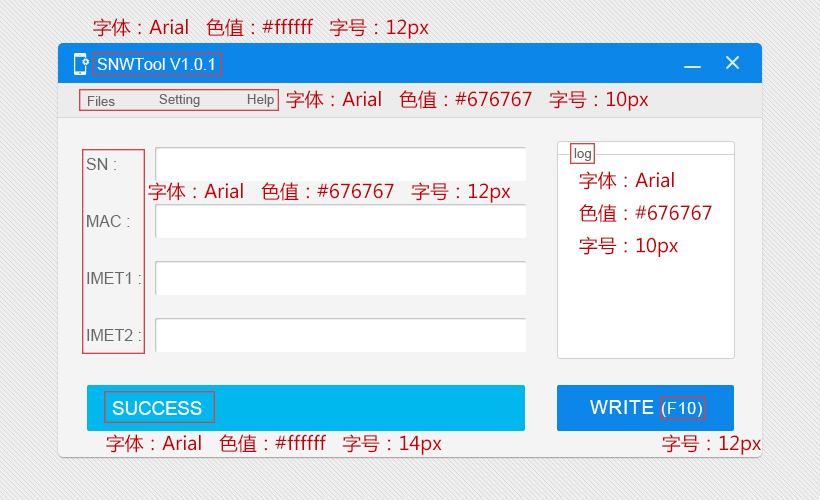 字体：Arial 色值：#ffffff 字号：12px
SNWTool V1.0.1
Files Setting Help 字体：Arial 色值：#676767 字号：10px
SN :
字体：Arial 色值：#676767 字号：12px
MAC :
IMET1 :
IMET2 :
log
字体：Arial
色值：#676767
字号：10px
SUCCESS
字体：Arial 色值：#ffffff 字号：14px
WRITE (F10)
字号：12px